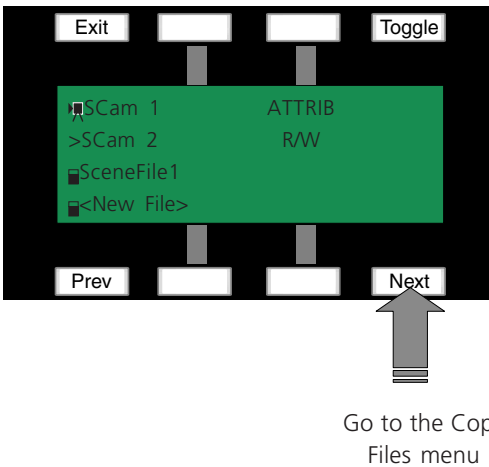 Exit Toggle
SCam 1 ATTRIB
>SCam 2 R/W
SceneFile1
<New File>
Prev Next
Go to the Cop
Files menu